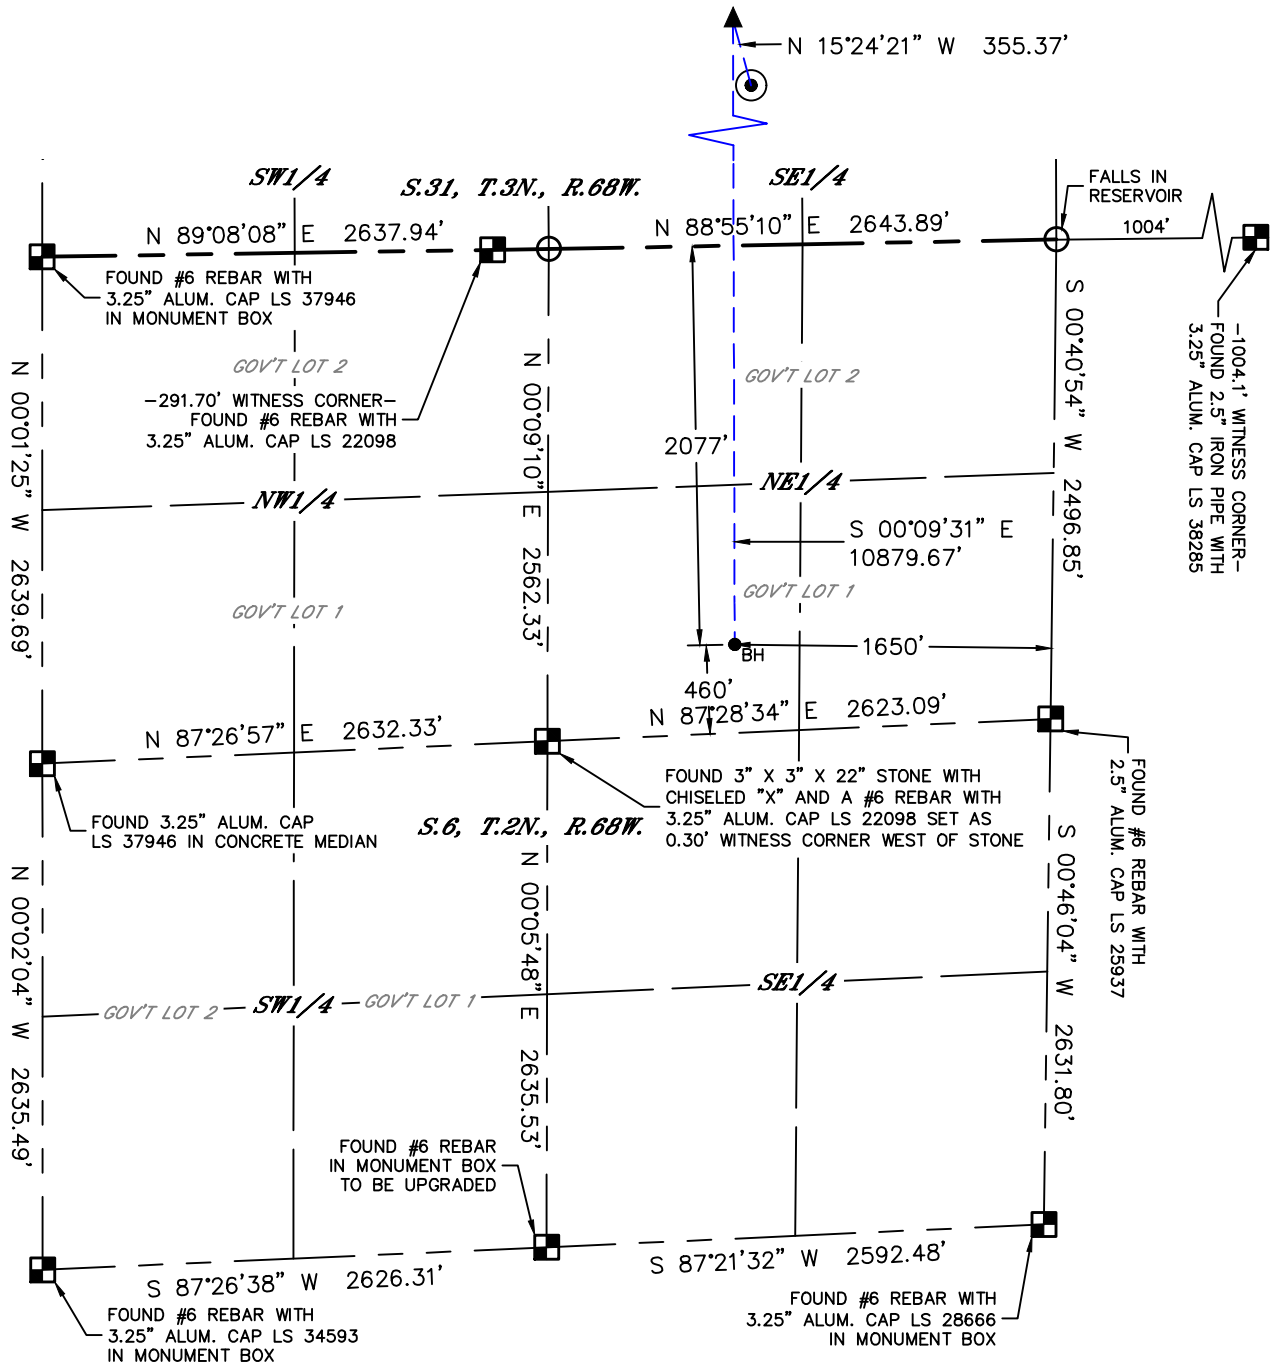 N 15°24'21" W 355.37'
SW1/4
S.31, T.3N., R.68W.
SE1/4
FALLS IN
RESERVOIR
1004'
N 89°08'08" E 2637.94'
N 88°55'10" E 2643.89'
FOUND #6 REBAR WITH
3.25" ALUM. CAP LS 37946
IN MONUMENT BOX
-1004.1' WITNESS CORNER-
FOUND 2.5" IRON PIPE WITH
3.25" ALUM. CAP LS 38285
GOV'T LOT 2
GOV'T LOT 2
-291.70' WITNESS CORNER-
FOUND #6 REBAR WITH
3.25" ALUM. CAP LS 22098
N 00°01'25" W 2639.69'
N 00°09'10" E 2562.33'
S 00°40'54" W 2496.85'
2077'
NW1/4
NE1/4
S 00°09'31" E
10879.67'
GOV'T LOT 1
GOV'T LOT 1
BH
1650'
460'
N 87°26'57" E 2632.33'
N 87°28'34" E 2623.09'
FOUND 3.25" ALUM. CAP
LS 37946 IN CONCRETE MEDIAN
S.6, T.2N., R.68W.
FOUND 3" X 3" X 22" STONE WITH
CHISELED "X" AND A #6 REBAR WITH
3.25" ALUM. CAP LS 22098 SET AS
0.30' WITNESS CORNER WEST OF STONE
FOUND #6 REBAR WITH
2.5" ALUM. CAP LS 25937
N 00°02'04" W 2635.49'
N 00°05'48" E 2635.53'
S 00°46'04" W 2631.80'
GOV'T LOT 2
SW1/4
GOV'T LOT 1
SE1/4
FOUND #6 REBAR
IN MONUMENT BOX
TO BE UPGRADED
S 87°26'38" W 2626.31'
S 87°21'32" W 2592.48'
FOUND #6 REBAR WITH
3.25" ALUM. CAP LS 34593
IN MONUMENT BOX
FOUND #6 REBAR WITH
3.25" ALUM. CAP LS 28666
IN MONUMENT BOX